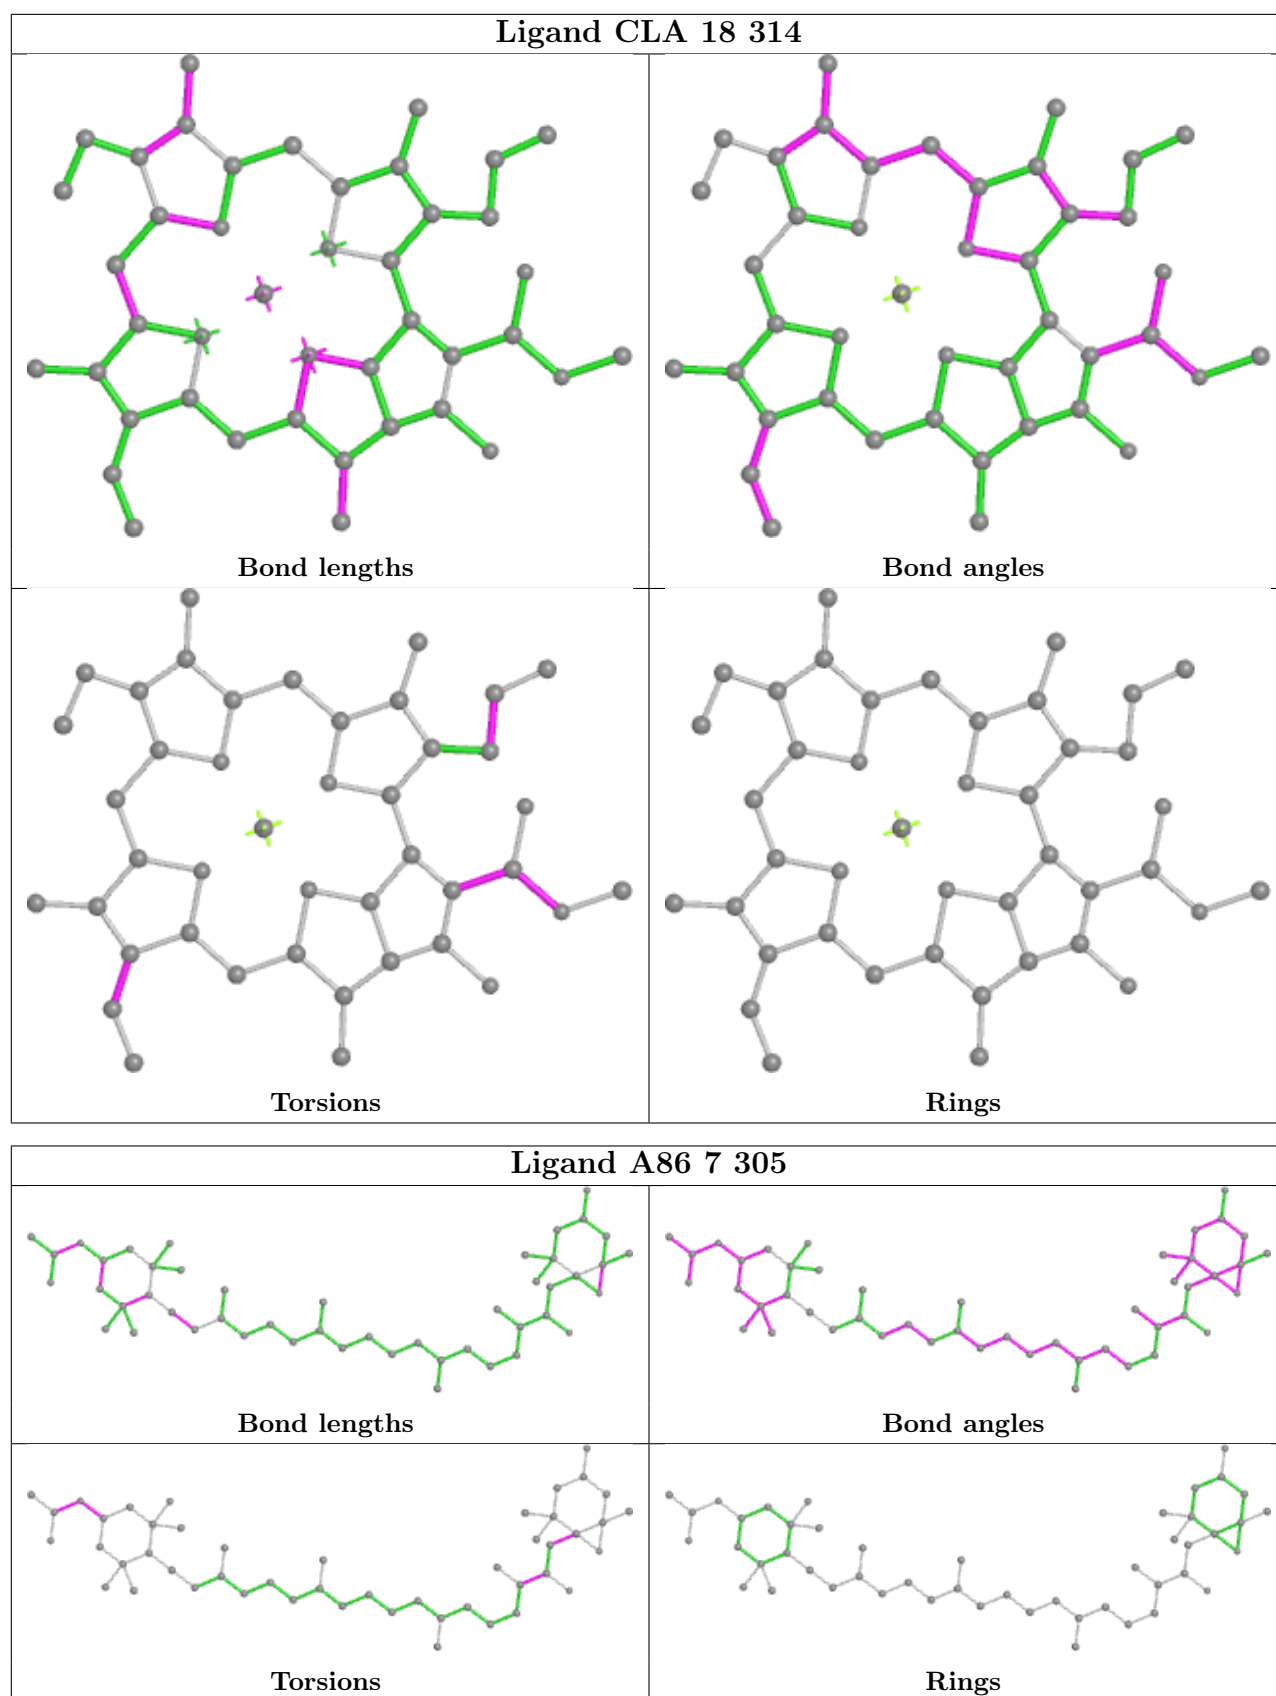 Ligand CLA 18 314
Bond lengths
Bond angles
Torsions
Rings
Ligand A86 7 305
Bond lengths
Bond angles
Torsions
Rings